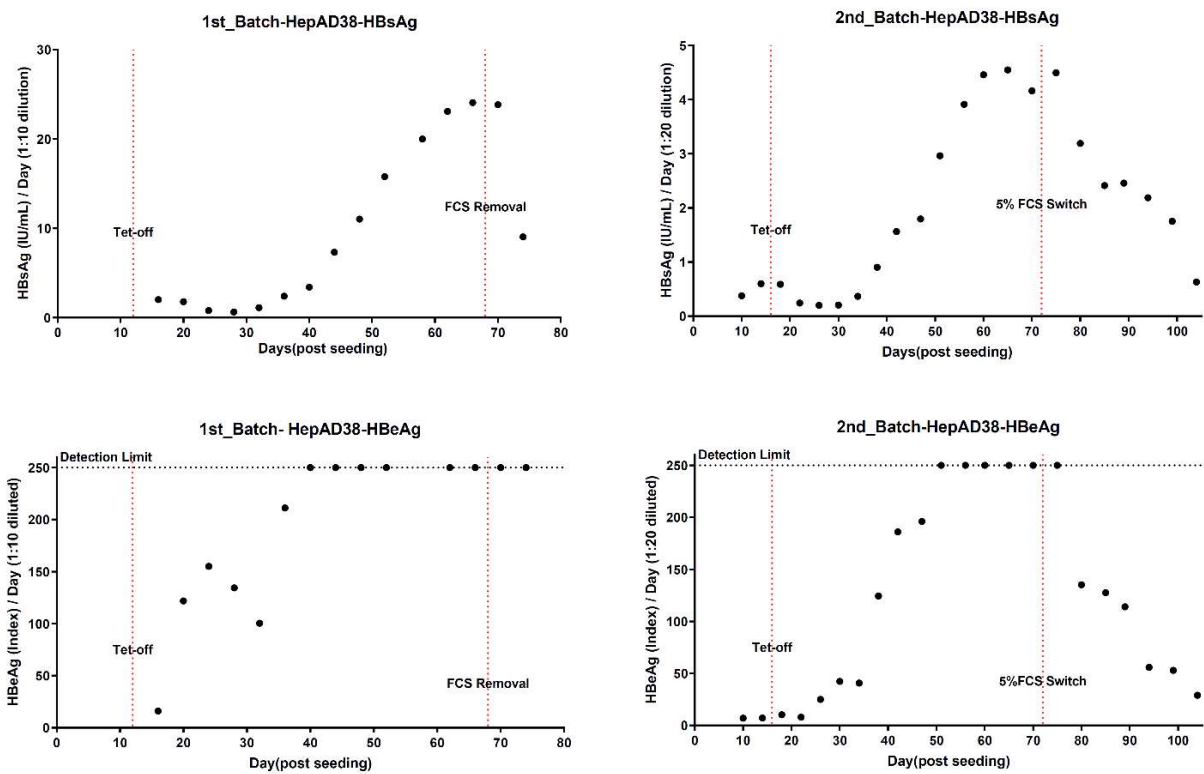 1st_Batch-HepAD38-HBsAg
HBsAg (IU/mL) / Day (1:10 dilution)
30
20
10
0
Tet-off
FCS Removal
0 10 20 30 40 50 60 70 80
Days(post seeding)
2nd_Batch-HepAD38-HBsAg
HBsAg (IU/mL) / Day (1:20 dilution)
5
4
3
2
1
0
Tet-off
5% FCS Switch
0 10 20 30 40 50 60 70 80 90 100
Days(post seeding)
1st_Batch- HepAD38-HBeAg
HBeAg (Index) / Day (1:10 diluted)
Detection Limit
250
200
150
100
50
0
Tet-off
FCS Removal
0 10 20 30 40 50 60 70 80
Day(post seeding)
2nd_Batch-HepAD38-HBeAg
HBeAg (Index) / Day (1:20 diluted)
Detection Limit
250
200
150
100
50
0
Tet-off
5%FCS Switch
0 10 20 30 40 50 60 70 80 90 100
Day(post seeding)